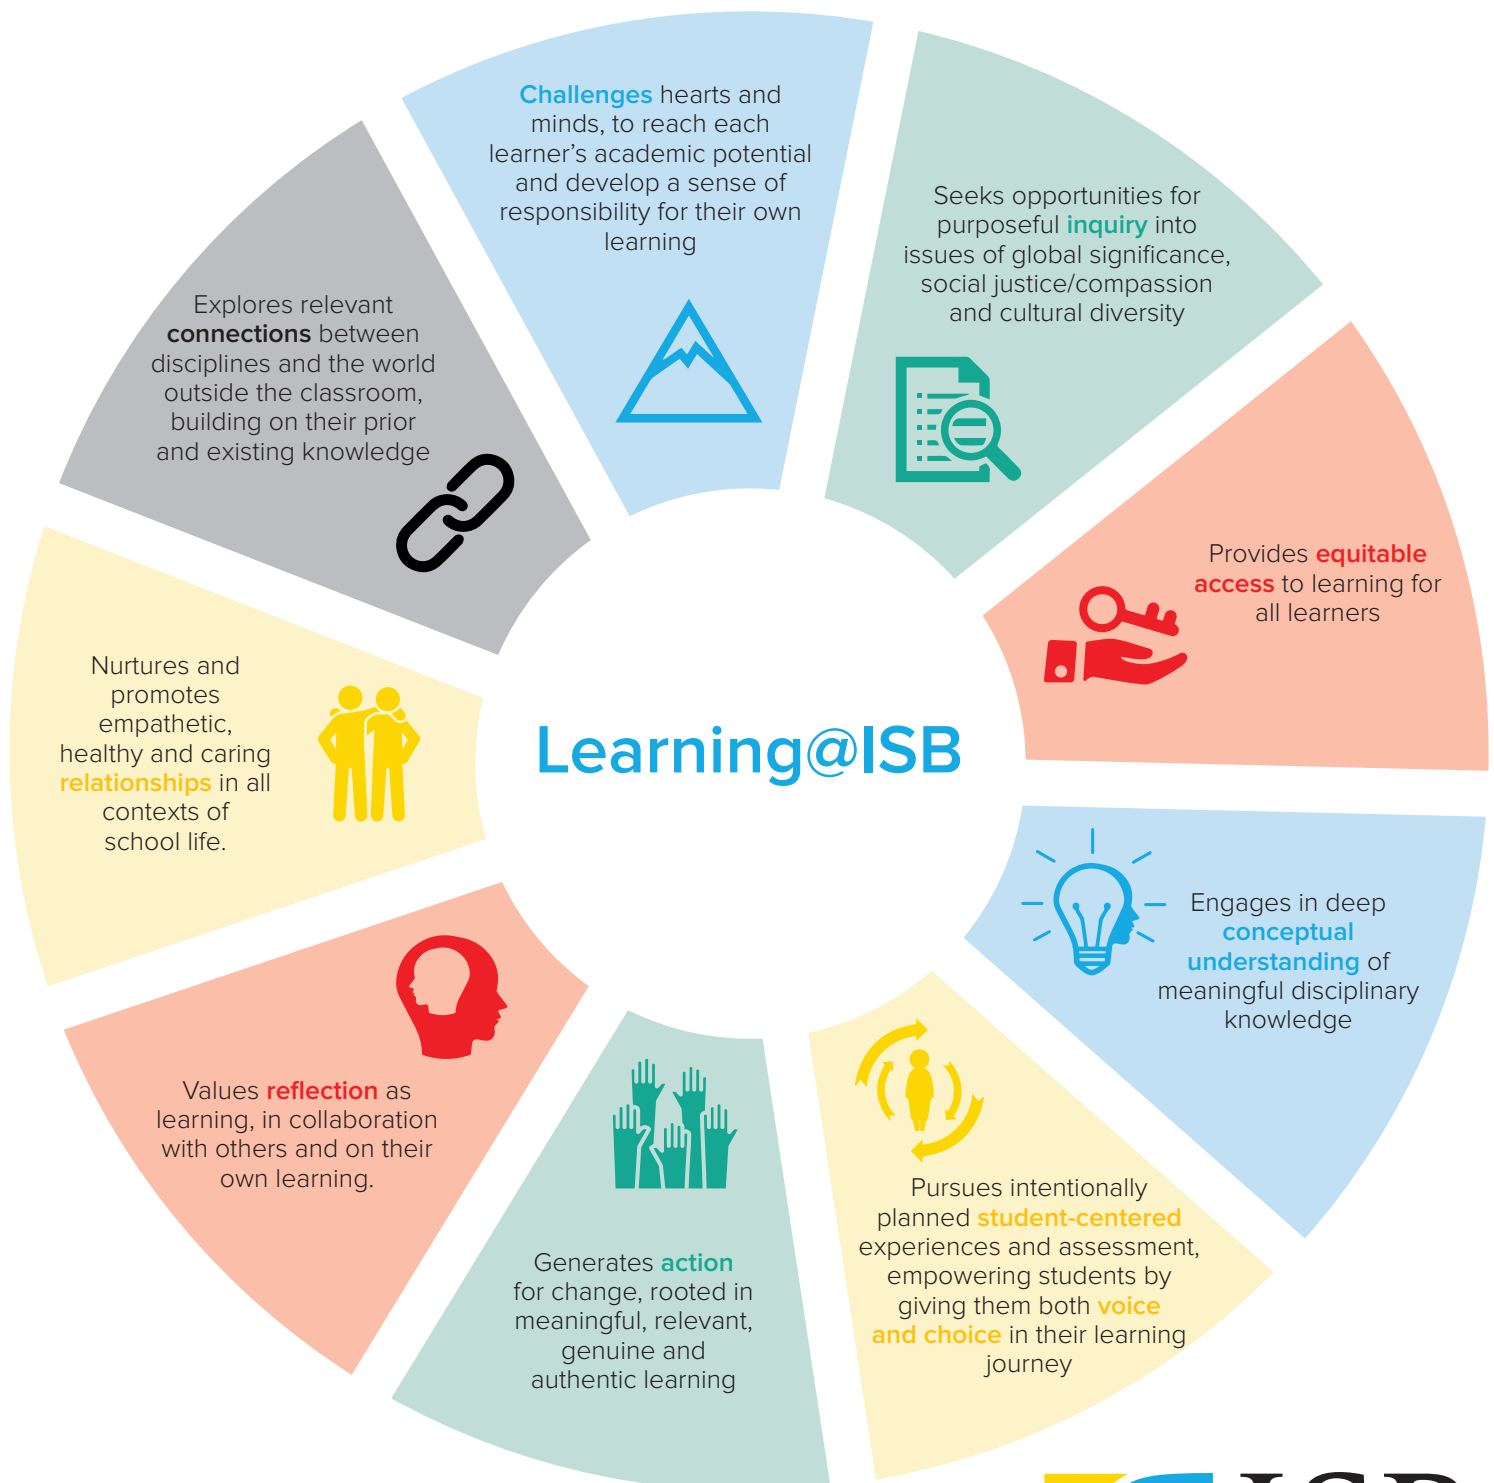 Challenges hearts and
minds, to reach each
learner’s academic potential
and develop a sense of
responsibility for their own
learning
Seeks opportunities for
purposeful inquiry into
issues of global significance,
social justice/compassion
and cultural diversity
Provides equitable
access to learning for
all learners
Engages in deep
conceptual
understanding of
meaningful disciplinary
knowledge
Pursues intentionally
planned student-centered
experiences and assessment,
empowering students by
giving them both voice
and choice in their learning
journey
Generates action
for change, rooted in
meaningful, relevant,
genuine and
authentic learning
Values reflection as
learning, in collaboration
with others and on their
own learning.
Nurtures and
promotes
empathetic,
healthy and caring
relationships in all
contexts of
school life.
Explores relevant
connections between
disciplines and the world
outside the classroom,
building on their prior
and existing knowledge
Learning@ISB
ISB